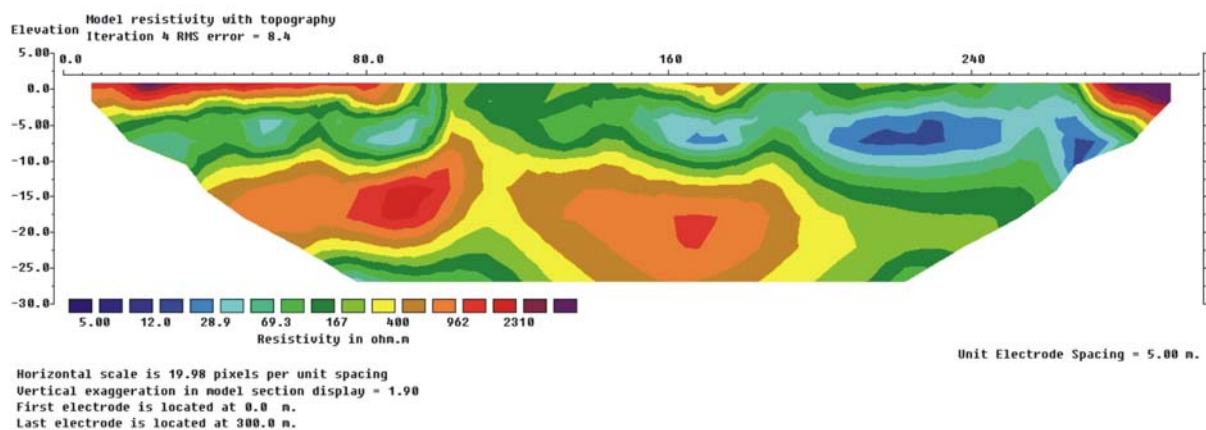 Model resistivity with topography
Elevation Iteration 4 RMS error = 8.4
5.00 0.0 80.0 160 240
0.0
-5.00
-10.0
-15.0
-20.0
-25.0
-30.0
5.00 12.0 28.9 69.3 167 400 962 2310
Resistivity in ohm.m
Unit Electrode Spacing = 5.00 m.
Horizontal scale is 19.98 pixels per unit spacing
Vertical exaggeration in model section display = 1.90
First electrode is located at 0.0 m.
Last electrode is located at 300.0 m.